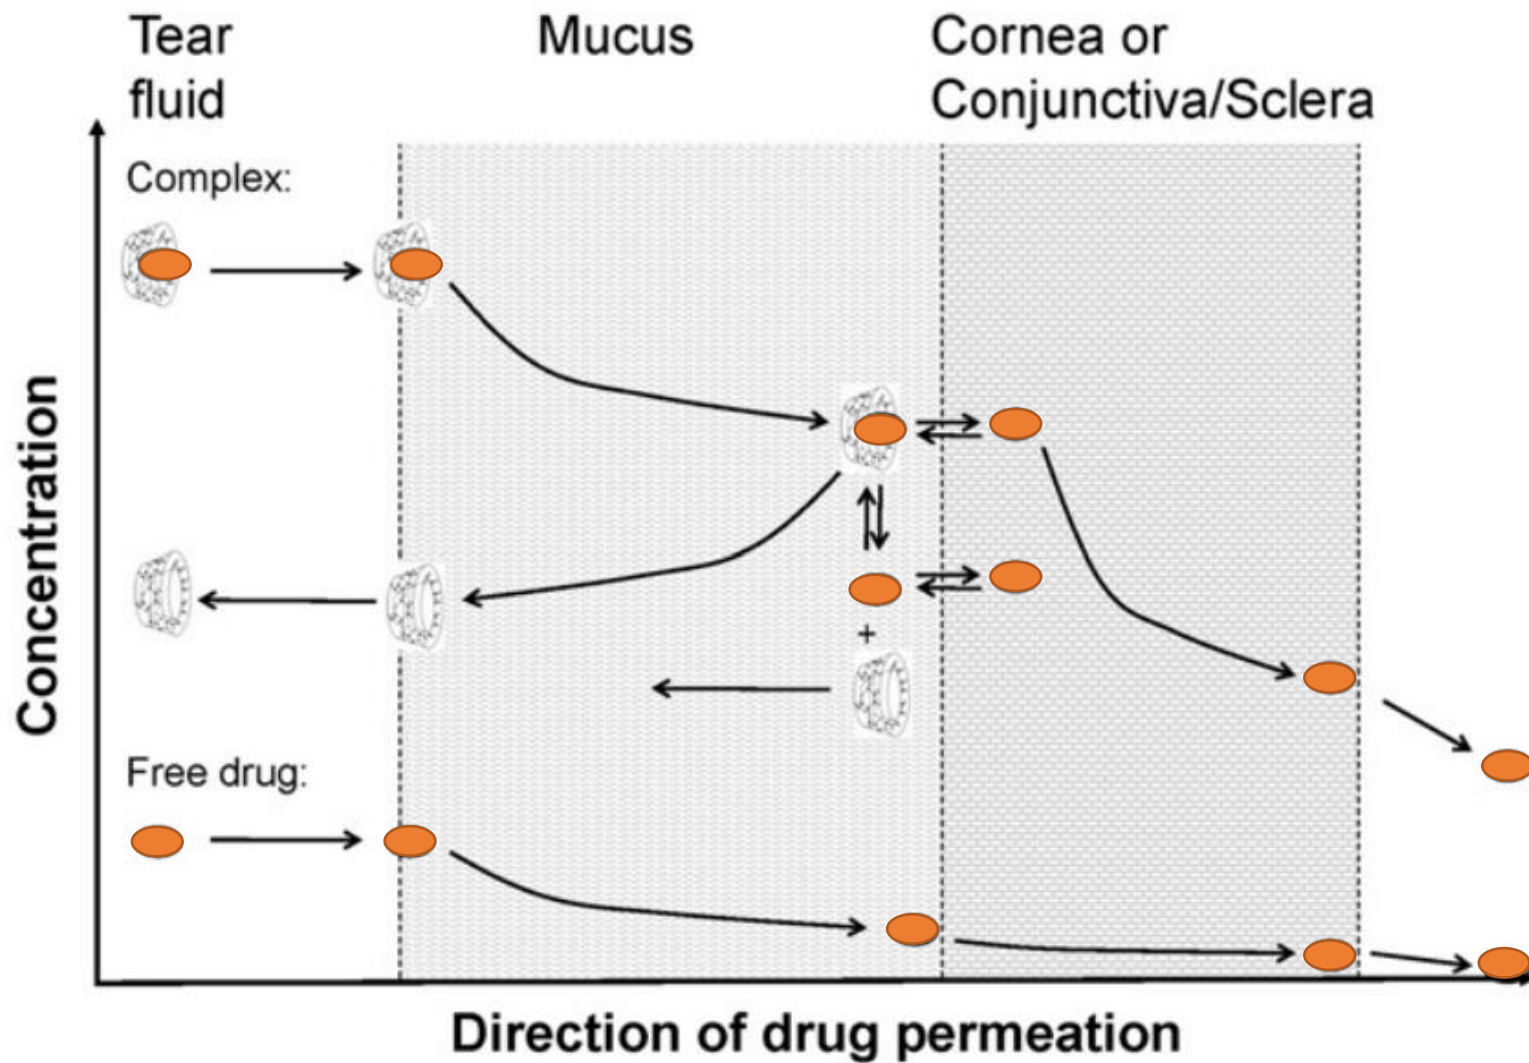 Tear
fluid
Mucus
Cornea or
Conjunctiva/Sclera
Complex:
+
Free drug:
Concentration
Direction of drug permeation